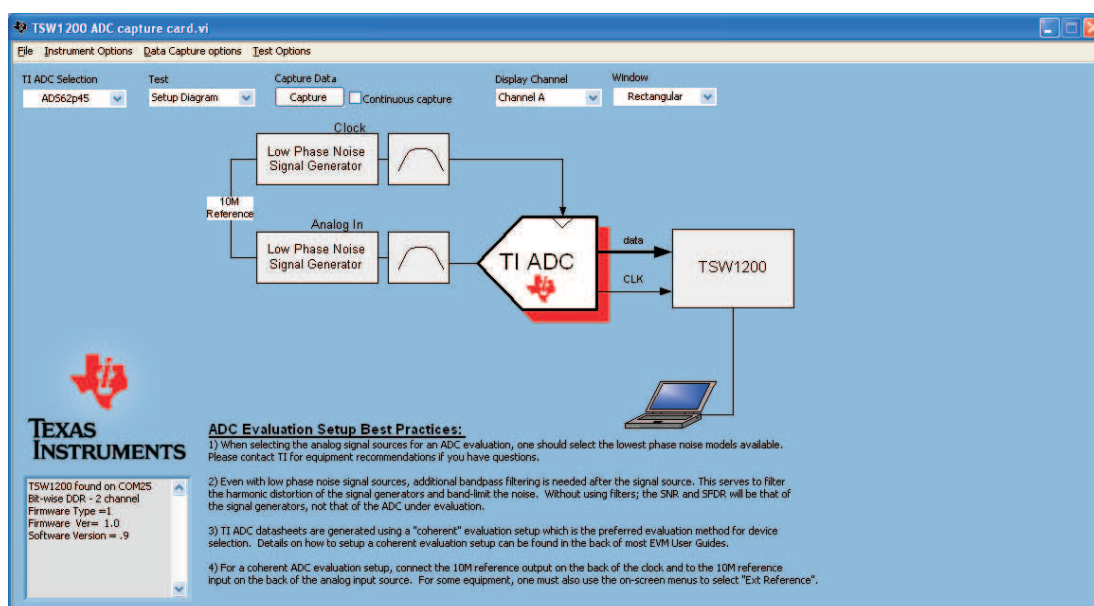 TSW1200 ADC capture card.vi
File Instrument Options Data Capture options Test Options
TI ADC Selection
Test
Capture Data
Display Channel
Window
ADS62p45
Setup Diagram
Capture
Continuous capture
Channel A
Rectangular
Clock
Low Phase Noise
Signal Generator
10M
Reference
Analog In
Low Phase Noise
Signal Generator
TI ADC
data
CLK
TSW1200
TEXAS
INSTRUMENTS
TSW1200 found on COM25
Bit-wise DDR - 2 channel
Firmware Type =1
Firmware Ver= 1.0
Software Version = .9
ADC Evaluation Setup Best Practices:
1) When selecting the analog signal sources for an ADC evaluation, one should select the lowest phase noise models available.
Please contact TI for equipment recommendations if you have questions.
2) Even with low phase noise signal sources, additional bandpass filtering is needed after the signal source. This serves to filter
the harmonic distortion of the signal generators and band-limit the noise. Without using filters; the SNR and SFDR will be that of
the signal generators, not that of the ADC under evaluation.
3) TI ADC datasheets are generated using a "coherent" evaluation setup which is the preferred evaluation method for device
selection. Details on how to setup a coherent evaluation setup can be found in the back of most EVM User Guides.
4) For a coherent ADC evaluation setup, connect the 10M reference output on the back of the clock and to the 10M reference
input on the back of the analog input source. For some equipment, one must also use the on-screen menus to select "Ext Reference".